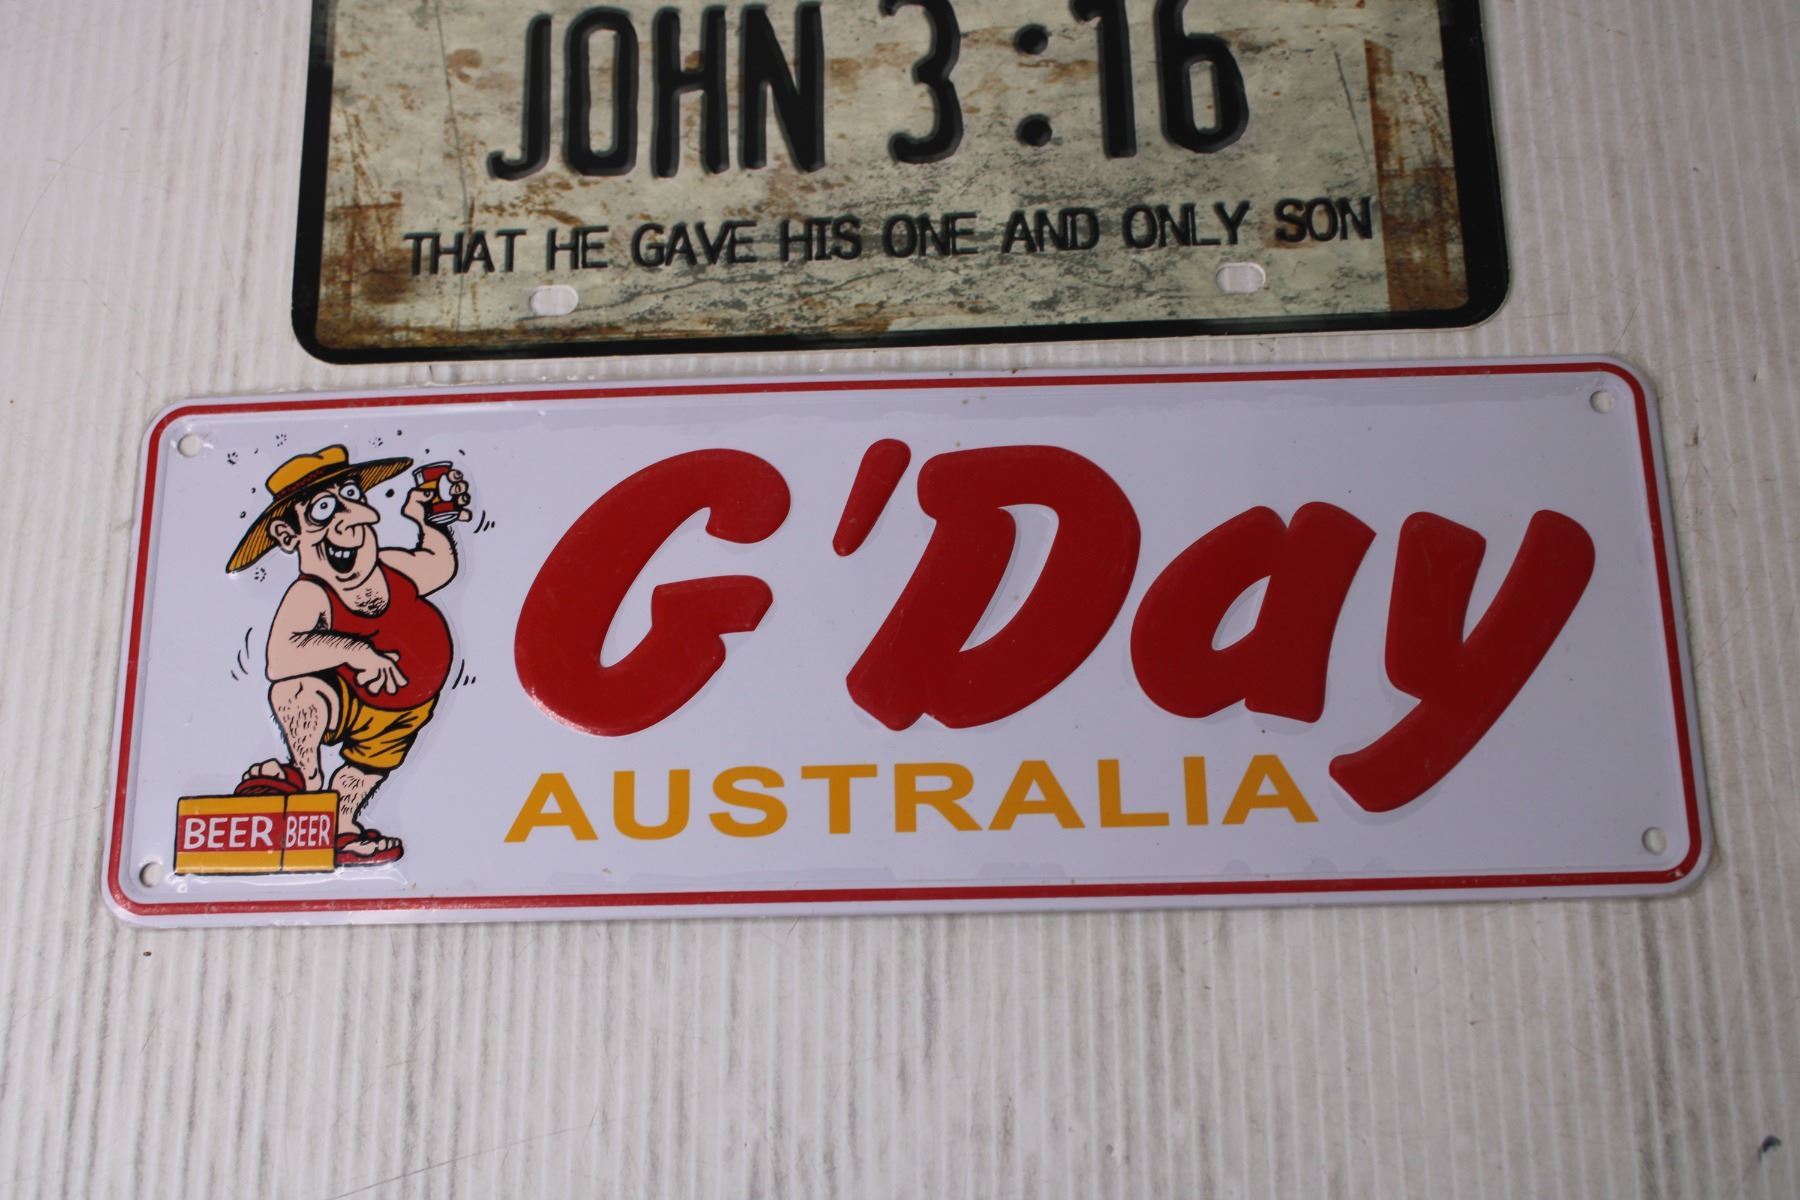 JOHN 3:16
THAT HE GAVE HIS ONE AND ONLY SON
G'Day
AUSTRALIA
BEER BEER